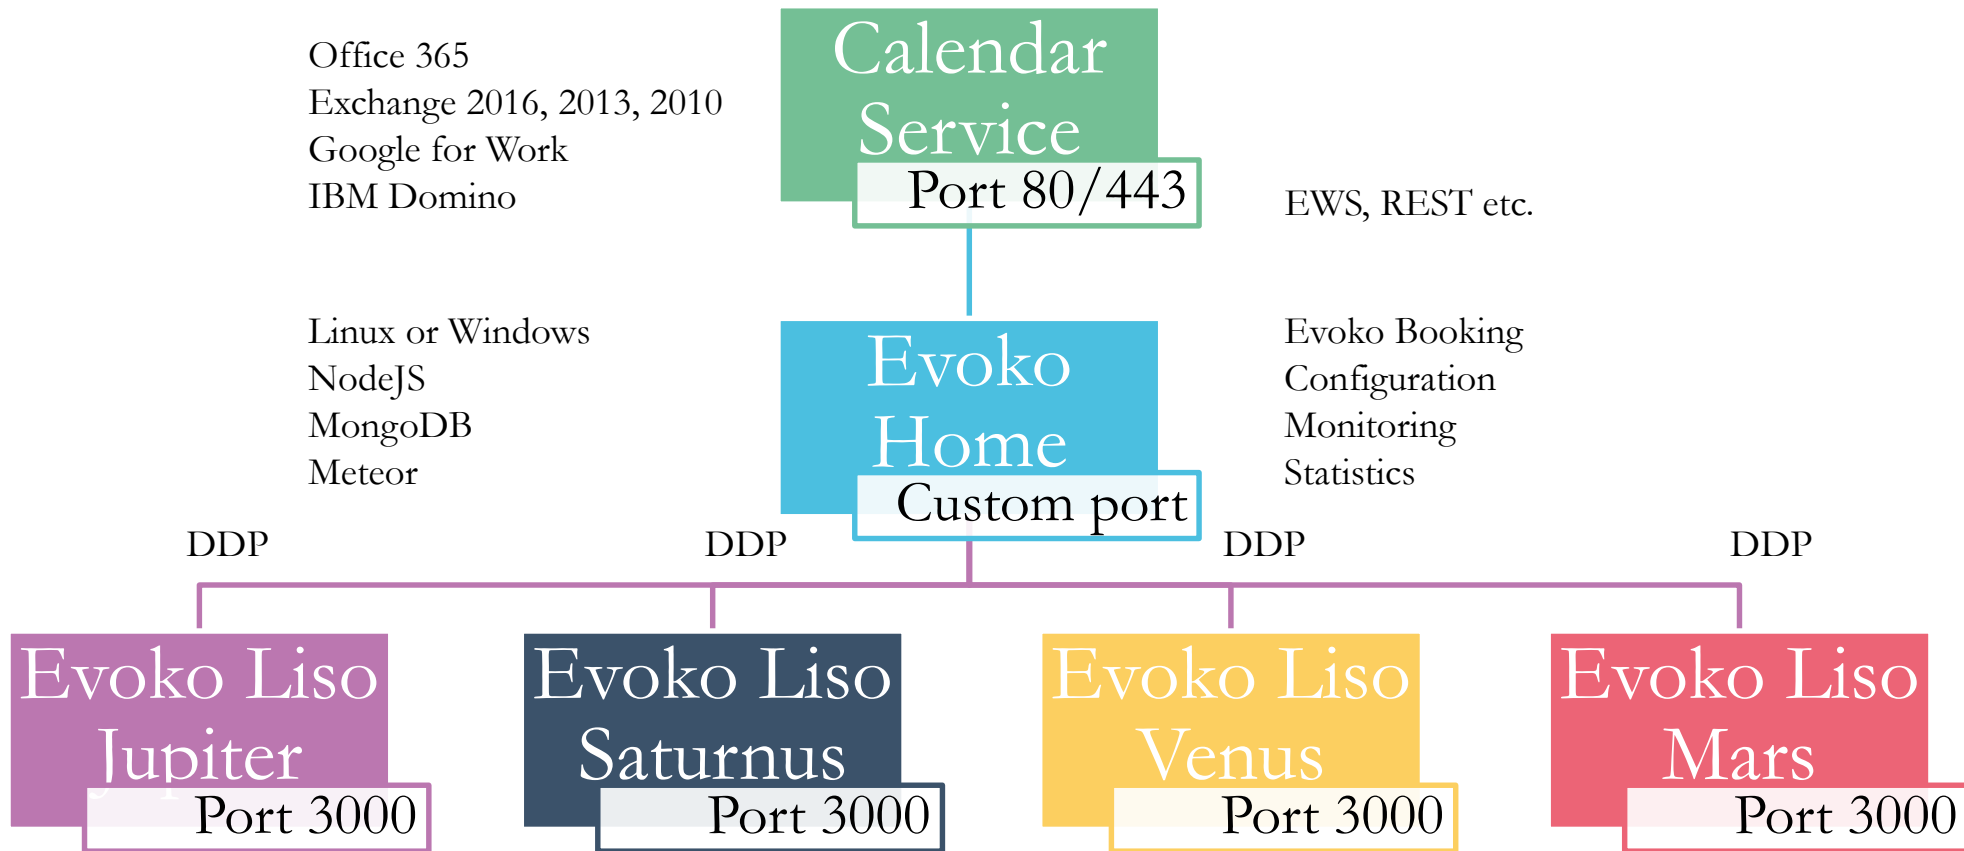 Office 365
Exchange 2016, 2013, 2010
Google for Work
IBM Domino
Calendar
Service
Port 80/443
EWS, REST etc.
Linux or Windows
NodeJS
MongoDB
Meteor
Evoko
Home
Custom port
Evoko Booking
Configuration
Monitoring
Statistics
DDP
DDP
DDP
DDP
Evoko Liso
Jupiter
Port 3000
Evoko Liso
Saturnus
Port 3000
Evoko Liso
Venus
Port 3000
Evoko Liso
Mars
Port 3000